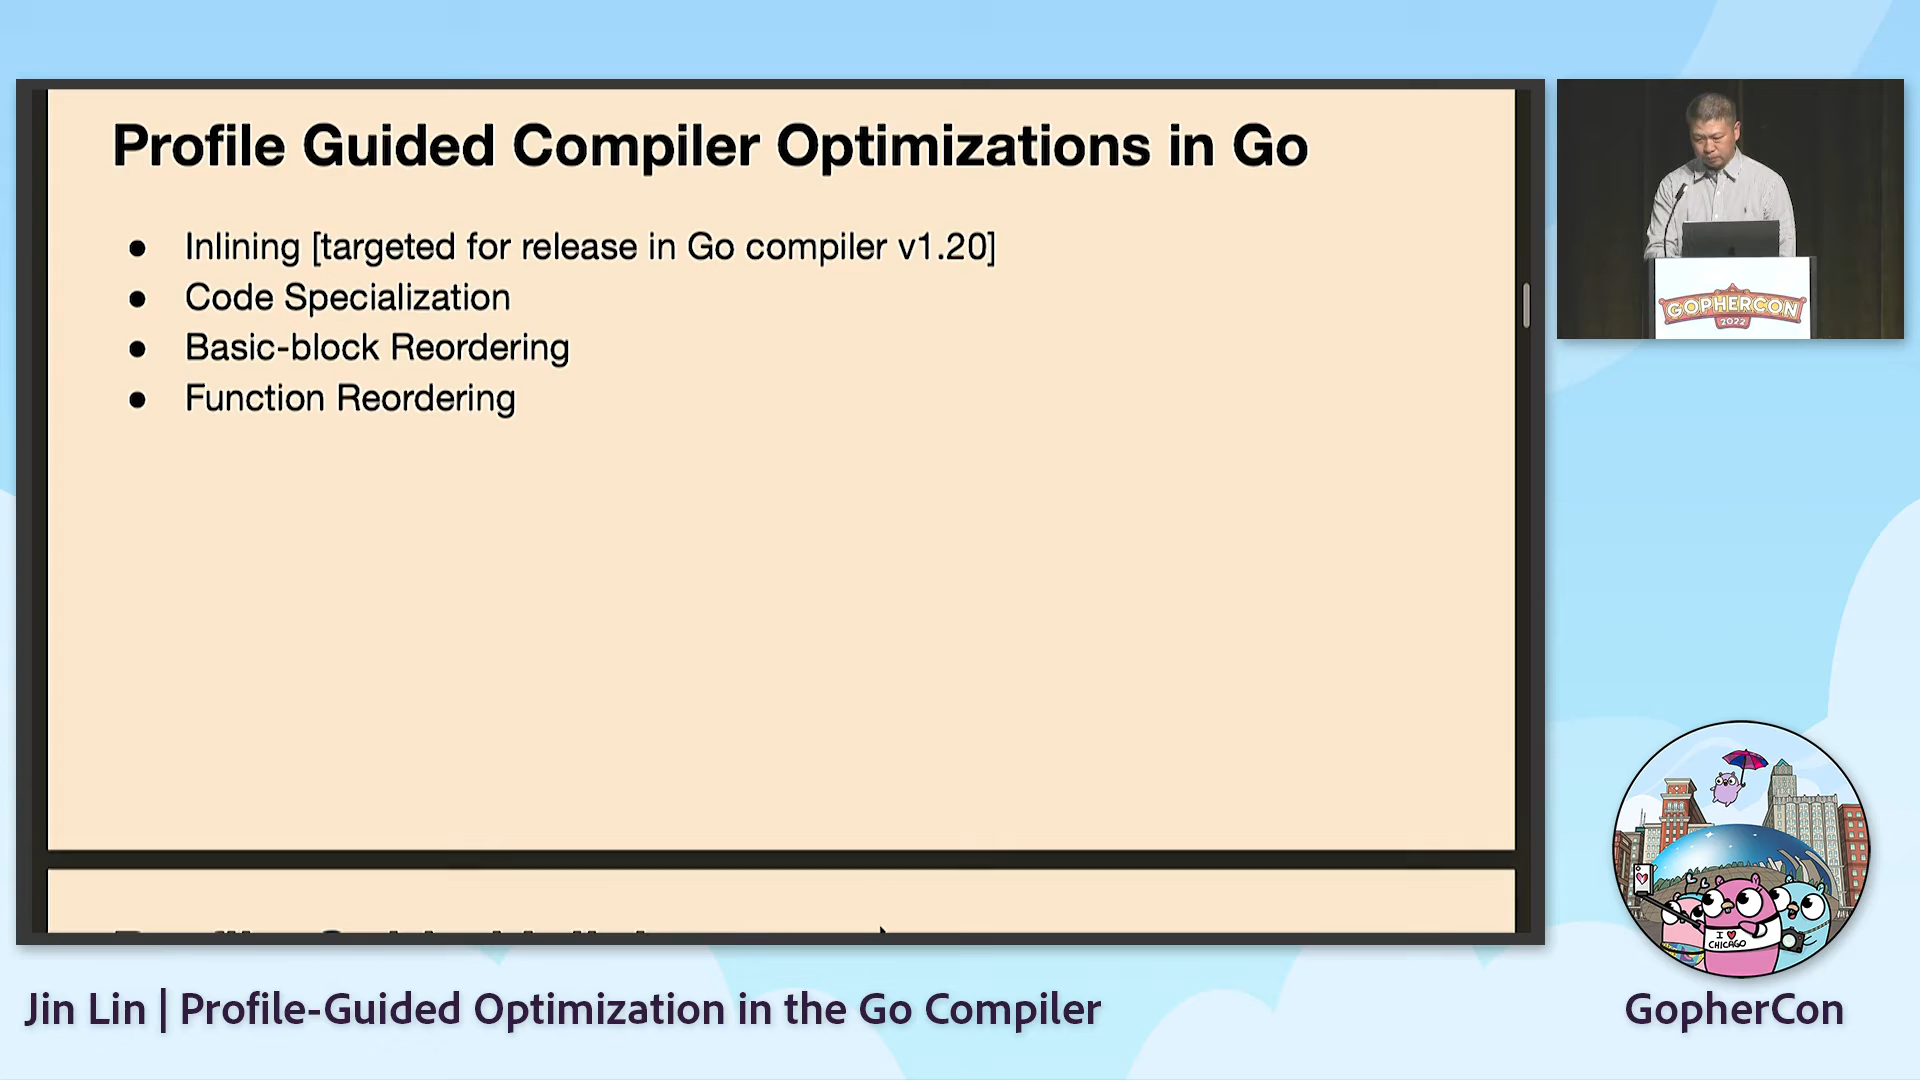 Profile Guided Compiler Optimizations in Go
● Inlining [targeted for release in Go compiler v1.20]
● Code Specialization
● Basic-block Reordering
● Function Reordering
GOPHERCON
2022
I ♥
CHICAGO
Jin Lin | Profile-Guided Optimization in the Go Compiler
GopherCon